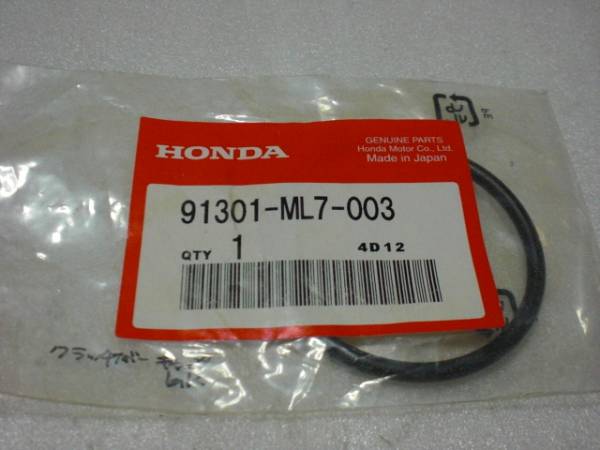 HONDA
GENUINE PARTS
Honda Motor Co., Ltd.
Made in Japan
91301-ML7-003
QTY 1 4D12